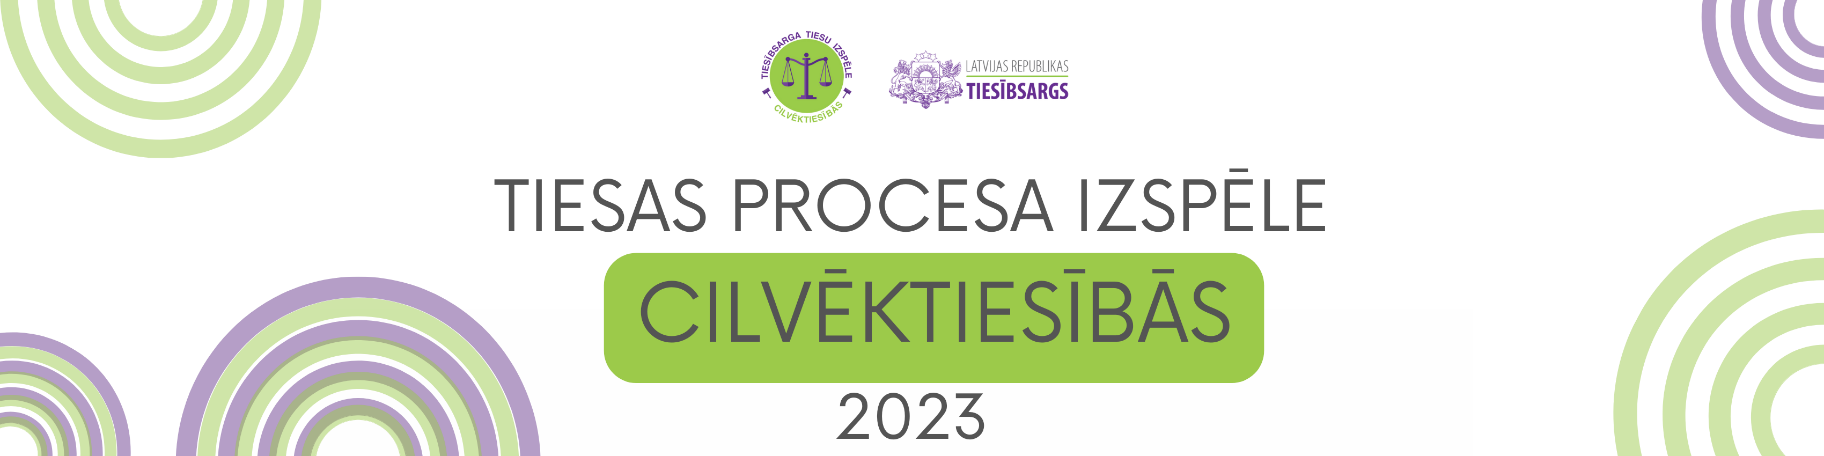 TIESĪBSARGA TIESU IZSPĒLE
CILVĒKTIESĪBĀS
LATVIJAS REPUBLIKAS
TIESĪBSARGS
TIESAS PROCESA IZSPĒLE
CILVĒKTIESĪBĀS
2023